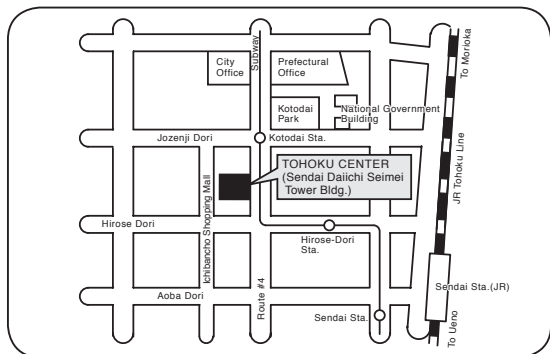 City
Office
Subway
Prefectural
Office
To Morioka
Kotodai
Park
National Government
Building
Jozenji Dori
Kotodai Sta.
TOHOKU CENTER
(Sendai Daiichi Seimei
Tower Bldg.)
JR Tohoku Line
Ichibancho Shopping Mall
Hirose Dori
Hirose-Dori
Sta.
Sendai Sta.(JR)
Aoba Dori
Route #4
Sendai Sta.
To Ueno